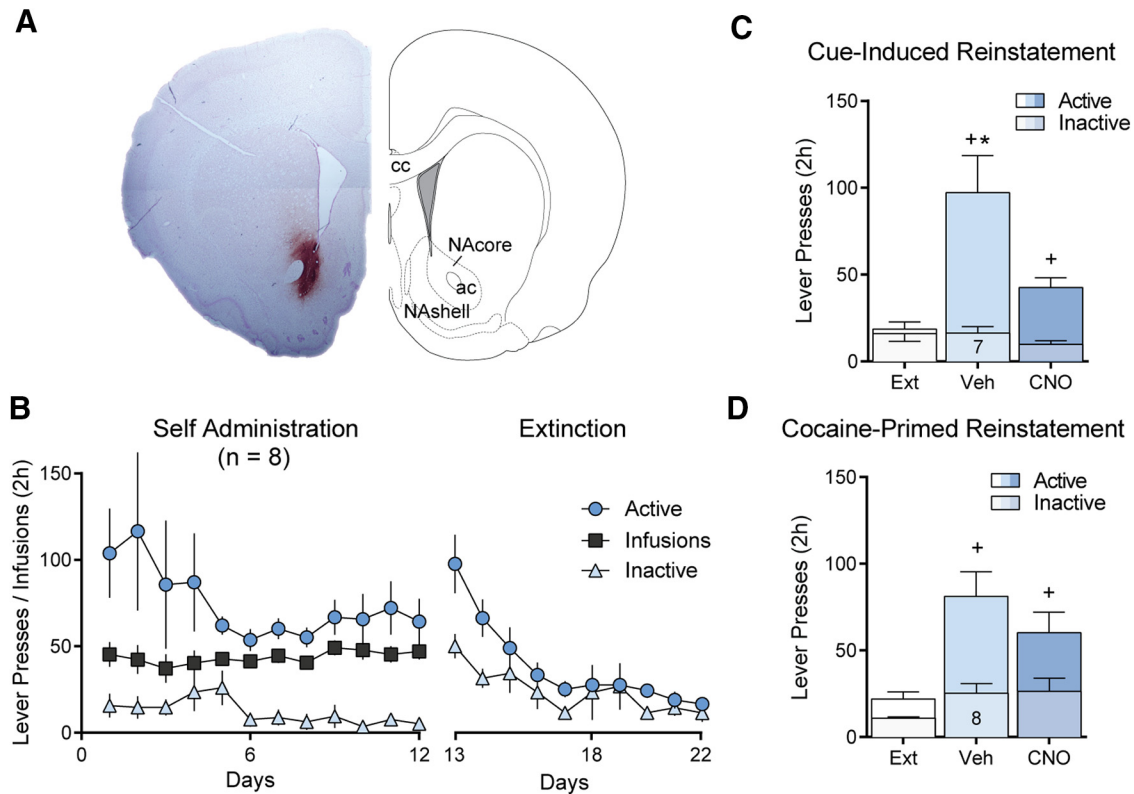 A
cc
NAcore
ac
NAshell
B
Self Administration
(n = 8)
Extinction
Lever Presses / Infusions (2h)
150
100
50
0
Active
Infusions
Inactive
0
6
12
13
18
22
Days
Days
C
Cue-Induced Reinstatement
Active
Inactive
Lever Presses (2h)
150
100
50
0
+*
+
7
Ext
Veh
CNO
D
Cocaine-Primed Reinstatement
Active
Inactive
Lever Presses (2h)
150
100
50
0
+
+
8
Ext
Veh
CNO